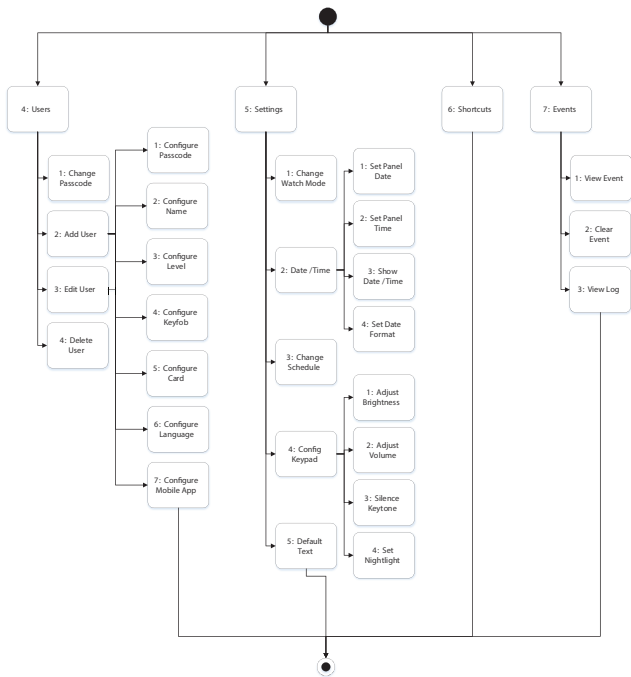 4: Users
5: Settings
6: Shortcuts
7: Events
1: Change
Passcode
2: Add User
3: Edit User
4: Delete
User
1: Configure
Passcode
2: Configure
Name
3: Configure
Level
4: Configure
Keyfob
5: Configure
Card
6: Configure
Language
7: Configure
Mobile App
1: Change
Watch Mode
2: Date /Time
3: Change
Schedule
4: Config
Keypad
5: Default
Text
1: Set Panel
Date
2: Set Panel
Time
3: Show
Date /Time
4: Set Date
Format
1: Adjust
Brightness
2: Adjust
Volume
3: Silence
Keytone
4: Set
Nightlight
1: View Event
2: Clear
Event
3: View Log